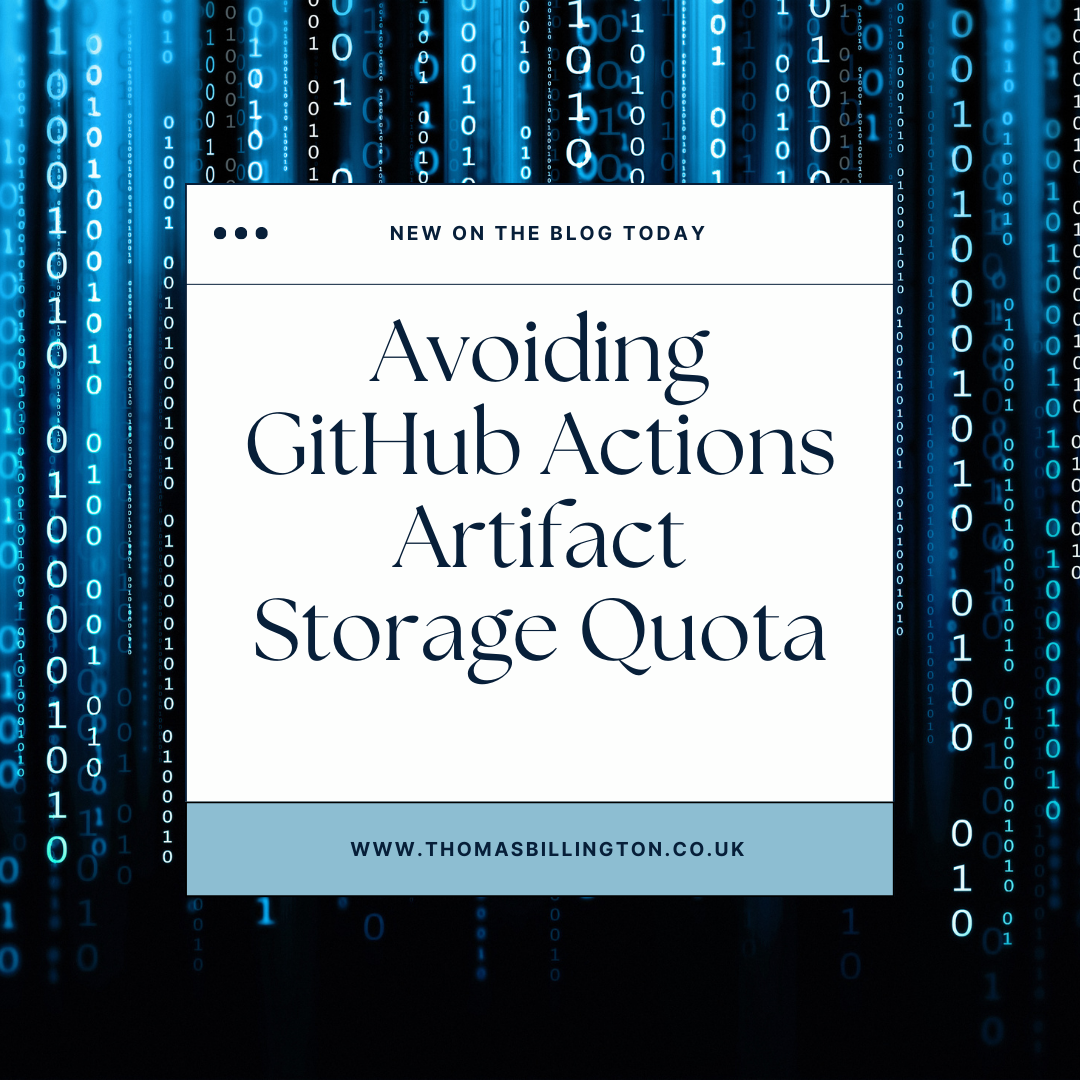 NEW ON THE BLOG TODAY
Avoiding
GitHub Actions
Artifact
Storage Quota
WWW.THOMASBILLINGTON.CO.UK